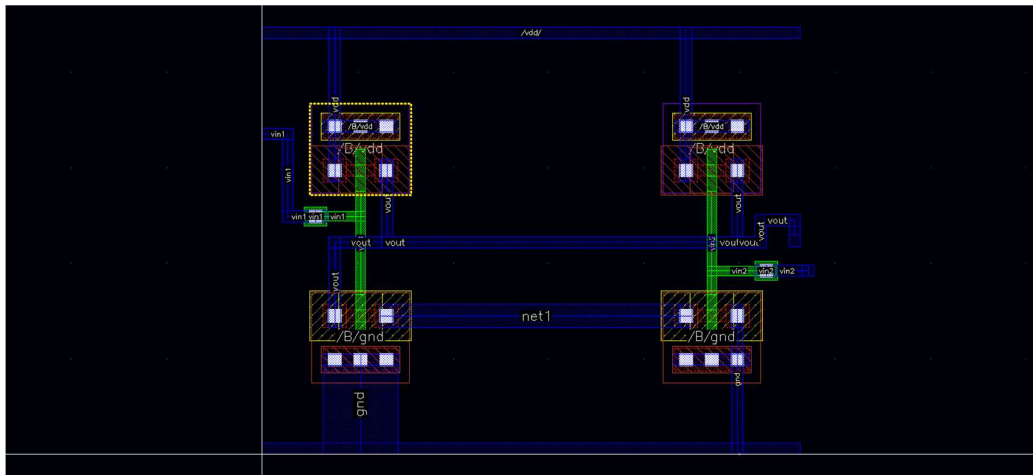 /vdd/
vdd
vdd
/B/vdd
/B/vdd
/B/vdd
/B/vdd
vin1
vin1
vin1 vin1 vin1
vout
vout
vout vout
vout vout
vout
vout
vout
vin2
vin2 vin2 vin2
net1
/B/gnd
/B/gnd
gnd
gnd